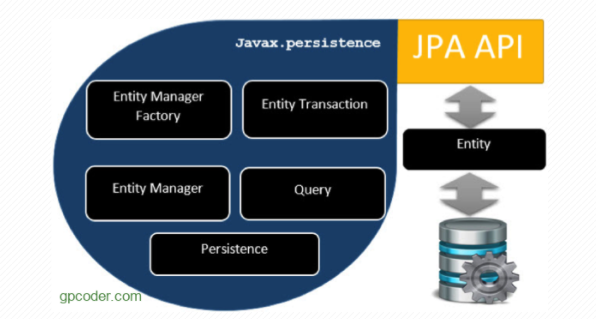 Javax.persistence
JPA API
Entity Manager
Factory
Entity Transaction
Entity
Entity Manager
Query
Persistence
gpcoder.com